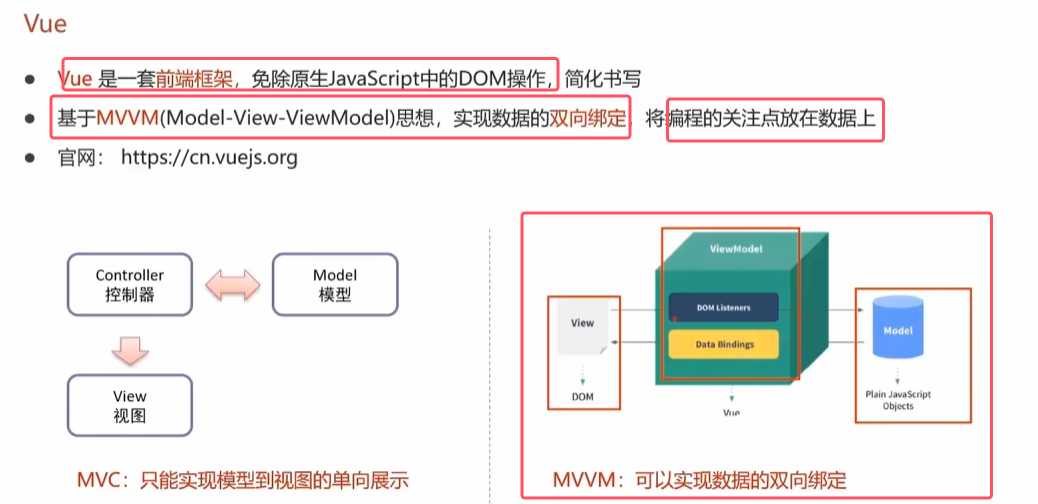 Vue
Vue 是一套前端框架，免除原生JavaScript中的DOM操作，简化书写
基于MVVM(Model-View-ViewModel)思想，实现数据的双向绑定，将编程的关注点放在数据上
官网： https://cn.vuejs.org
Controller
控制器
Model
模型
View
视图
MVC：只能实现模型到视图的单向展示
ViewModel
DOM Listeners
View
Data Bindings
Model
DOM
Vue
Plain JavaScript
Objects
MVVM：可以实现数据的双向绑定